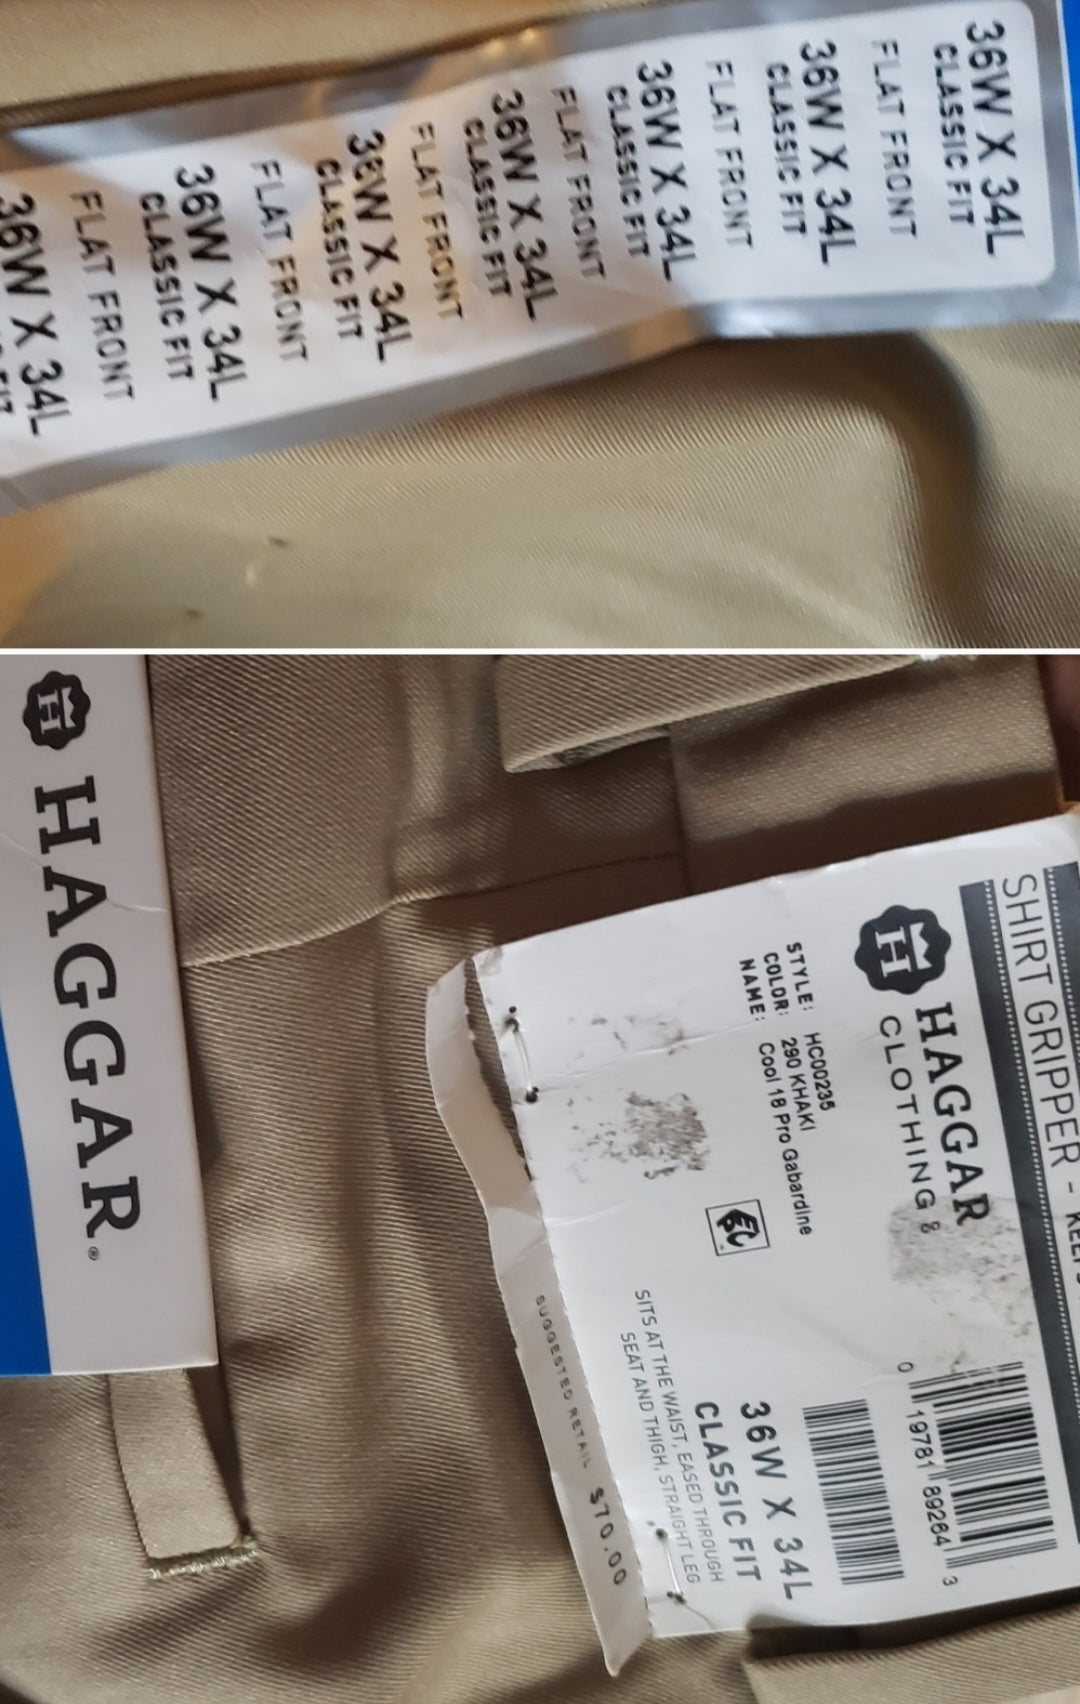 36W X 34L
CLASSIC FIT
FLAT FRONT
36W X 34L
CLASSIC FIT
FLAT FRONT
36W X 34L
CLASSIC FIT
FLAT FRONT
36W X 34L
CLASSIC FIT
FLAT FRONT
36W X 34L
CLASSIC FIT
FLAT FRONT
36W X 34L
CLASSIC FIT
FLAT FRONT
36W X 34L
H HAGGAR®
SHIRT GRIPPER -
H HAGGAR
CLOTHING
8
STYLE: HC00235
COLOR: 290 KHAKI
NAME: Cool 18 Pro Gabardine
0 19781 89264 3
36W X 34L
CLASSIC FIT
SITS AT THE WAIST, EASED THROUGH
SEAT AND THIGH, STRAIGHT LEG
SUGGESTED RETAIL $70.00